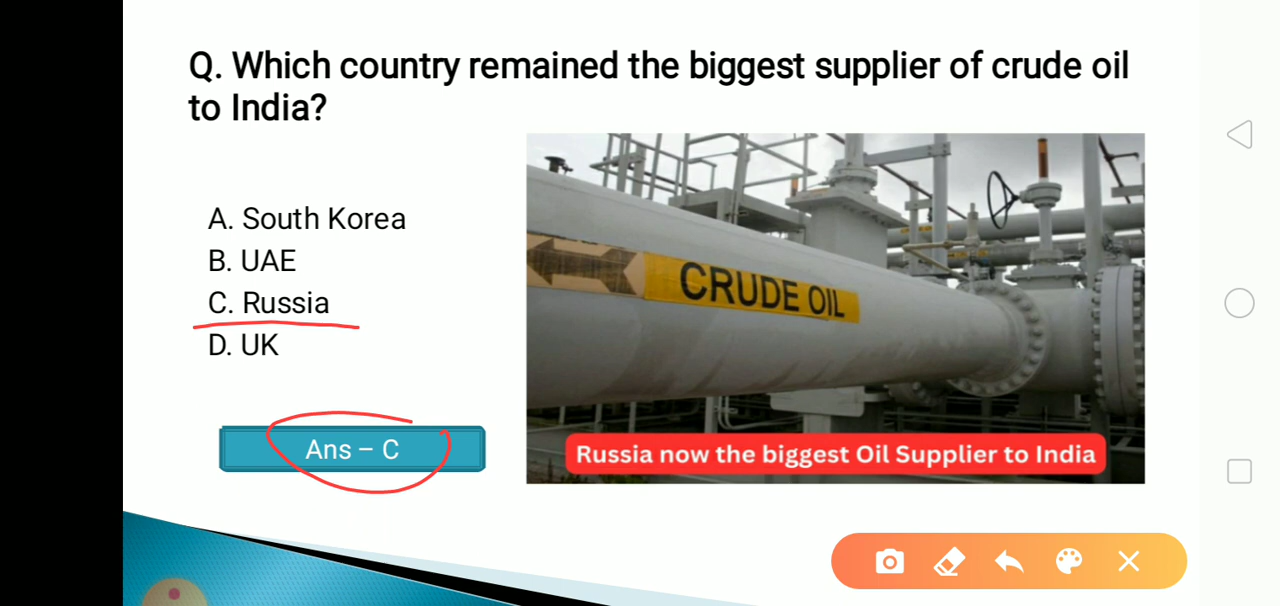 Q. Which country remained the biggest supplier of crude oil
to India?
A. South Korea
B. UAE
C. Russia
D. UK
Ans – C
CRUDE OIL
Russia now the biggest Oil Supplier to India